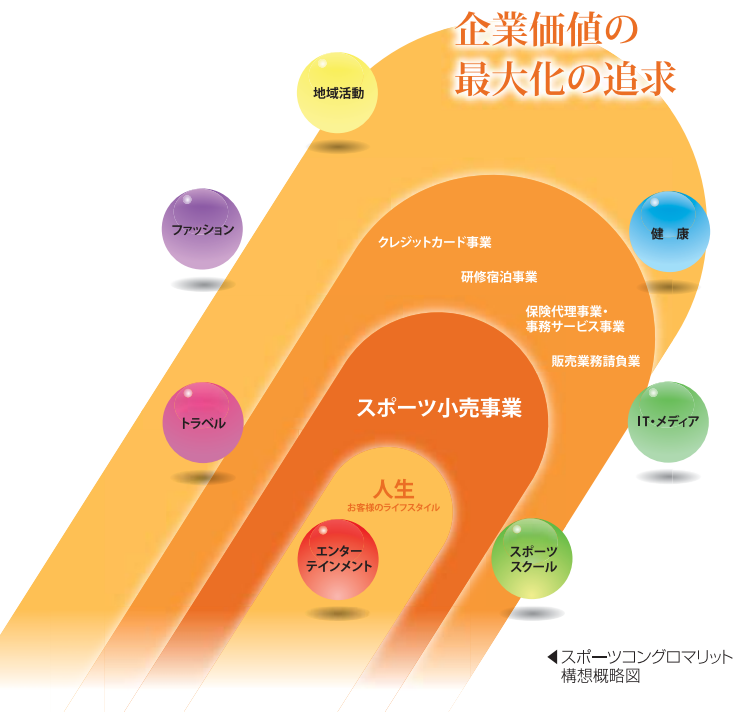 企業価値の
最大化の追求
地域活動
ファッション
健　康
クレジットカード事業
研修宿泊事業
保険代理事業・
事務サービス事業
販売業務請負業
トラベル
スポーツ小売事業
IT・メディア
人生
お客様のライフスタイル
エンター
テインメント
スポーツ
スクール
◀スポーツコングロマリット
構想概略図